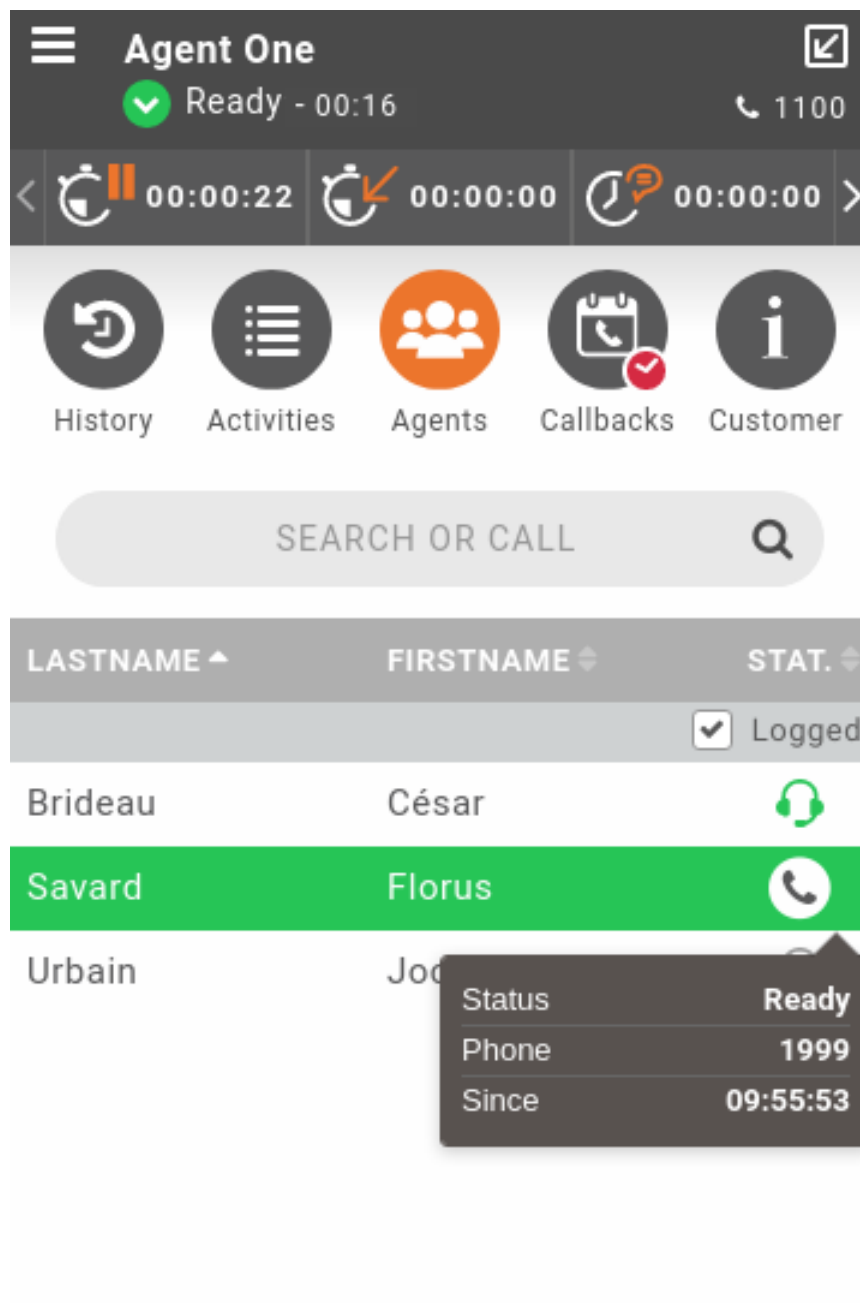 Agent One
Ready - 00:16
1100
00:00:22 00:00:00 00:00:00
History Activities Agents Callbacks Customer
SEARCH OR CALL
LASTNAME FIRSTNAME STAT.
Logged
Brideau César
Savard Florus
Urbain
Status Ready
Phone 1999
Since 09:55:53